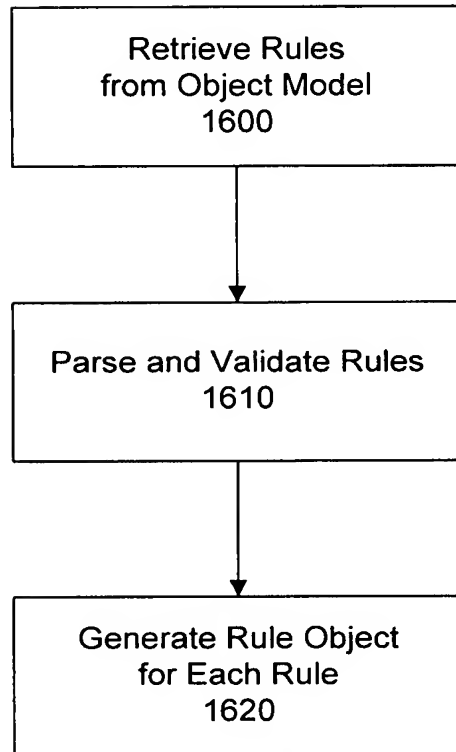 Retrieve Rules
from Object Model
1600
Parse and Validate Rules
1610
Generate Rule Object
for Each Rule
1620